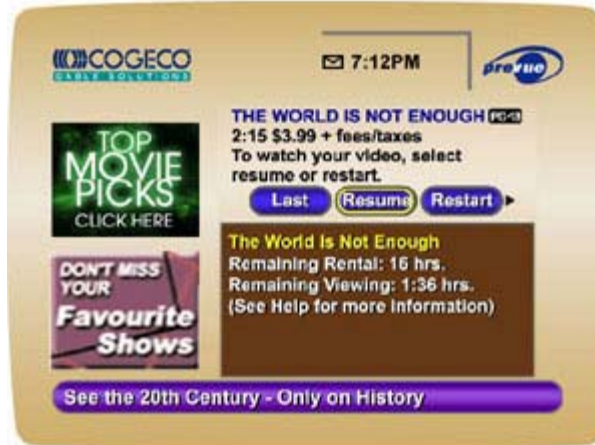 COGECO
CABLE SOLUTIONS
7:12PM
prevue
THE WORLD IS NOT ENOUGH PG-13
2:15 $3.99 + fees/taxes
To watch your video, select
resume or restart.
Last Resume Restart
TOP
MOVIE
PICKS
CLICK HERE
The World Is Not Enough
Remaining Rental: 16 hrs.
Remaining Viewing: 1:36 hrs.
(See Help for more information)
DON'T MISS
YOUR
Favourite
Shows
See the 20th Century - Only on History